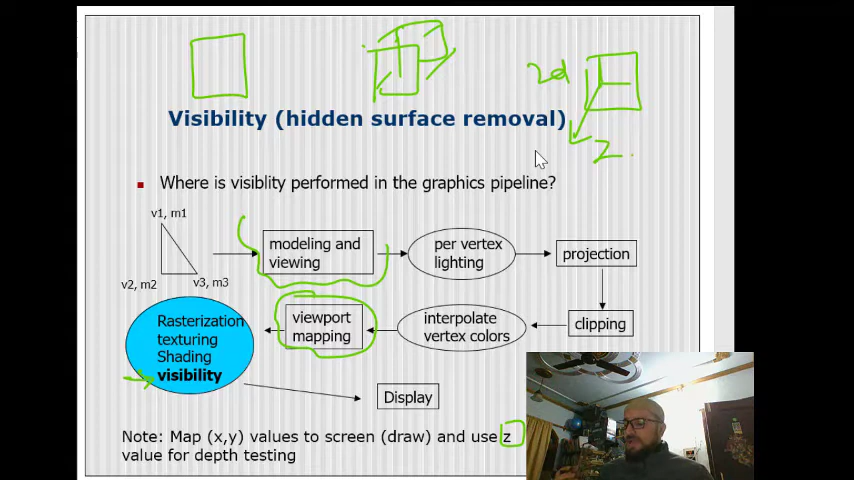 2d
Z
Visibility (hidden surface removal)
Where is visiblity performed in the graphics pipeline?
v1, m1
v2, m2
v3, m3
modeling and
viewing
per vertex
lighting
projection
clipping
interpolate
vertex colors
viewport
mapping
Rasterization
texturing
Shading
visibility
Display
Note: Map (x,y) values to screen (draw) and use z
value for depth testing